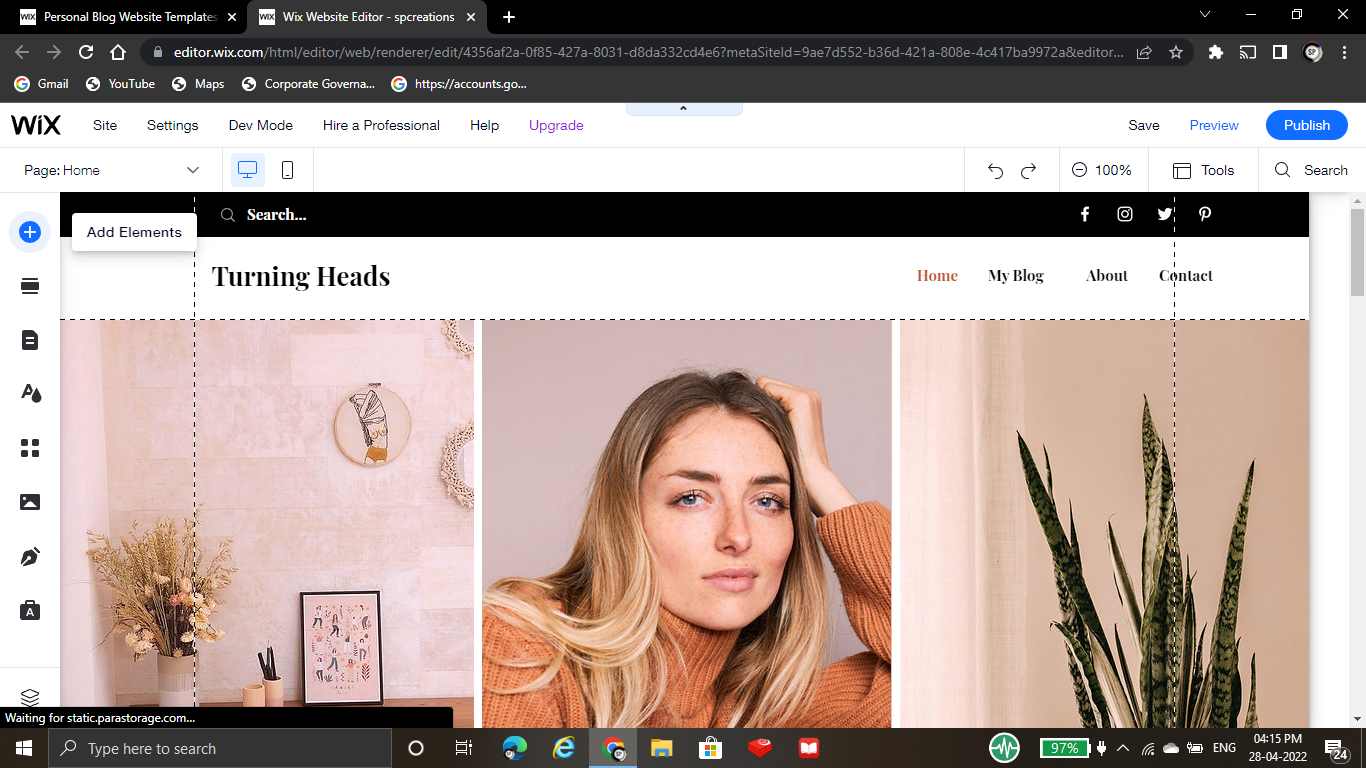 WIX Personal Blog Website Templates
WIX Wix Website Editor - spcreations
editor.wix.com/html/editor/web/renderer/edit/4356af2a-0f85-427a-8031-d8da332cd4e6?metaSiteId=9ae7d552-b36d-421a-808e-4c417ba9972a&editor...
SP
Gmail YouTube Maps Corporate Governa... https://accounts.go...
WIX Site Settings Dev Mode Hire a Professional Help Upgrade Save Preview Publish
Page: Home 100% Tools Search
Search...
Add Elements
Turning Heads Home My Blog About Contact
A
Waiting for static.parastorage.com...
Type here to search
SP
97%
ENG
04:15 PM
28-04-2022
24